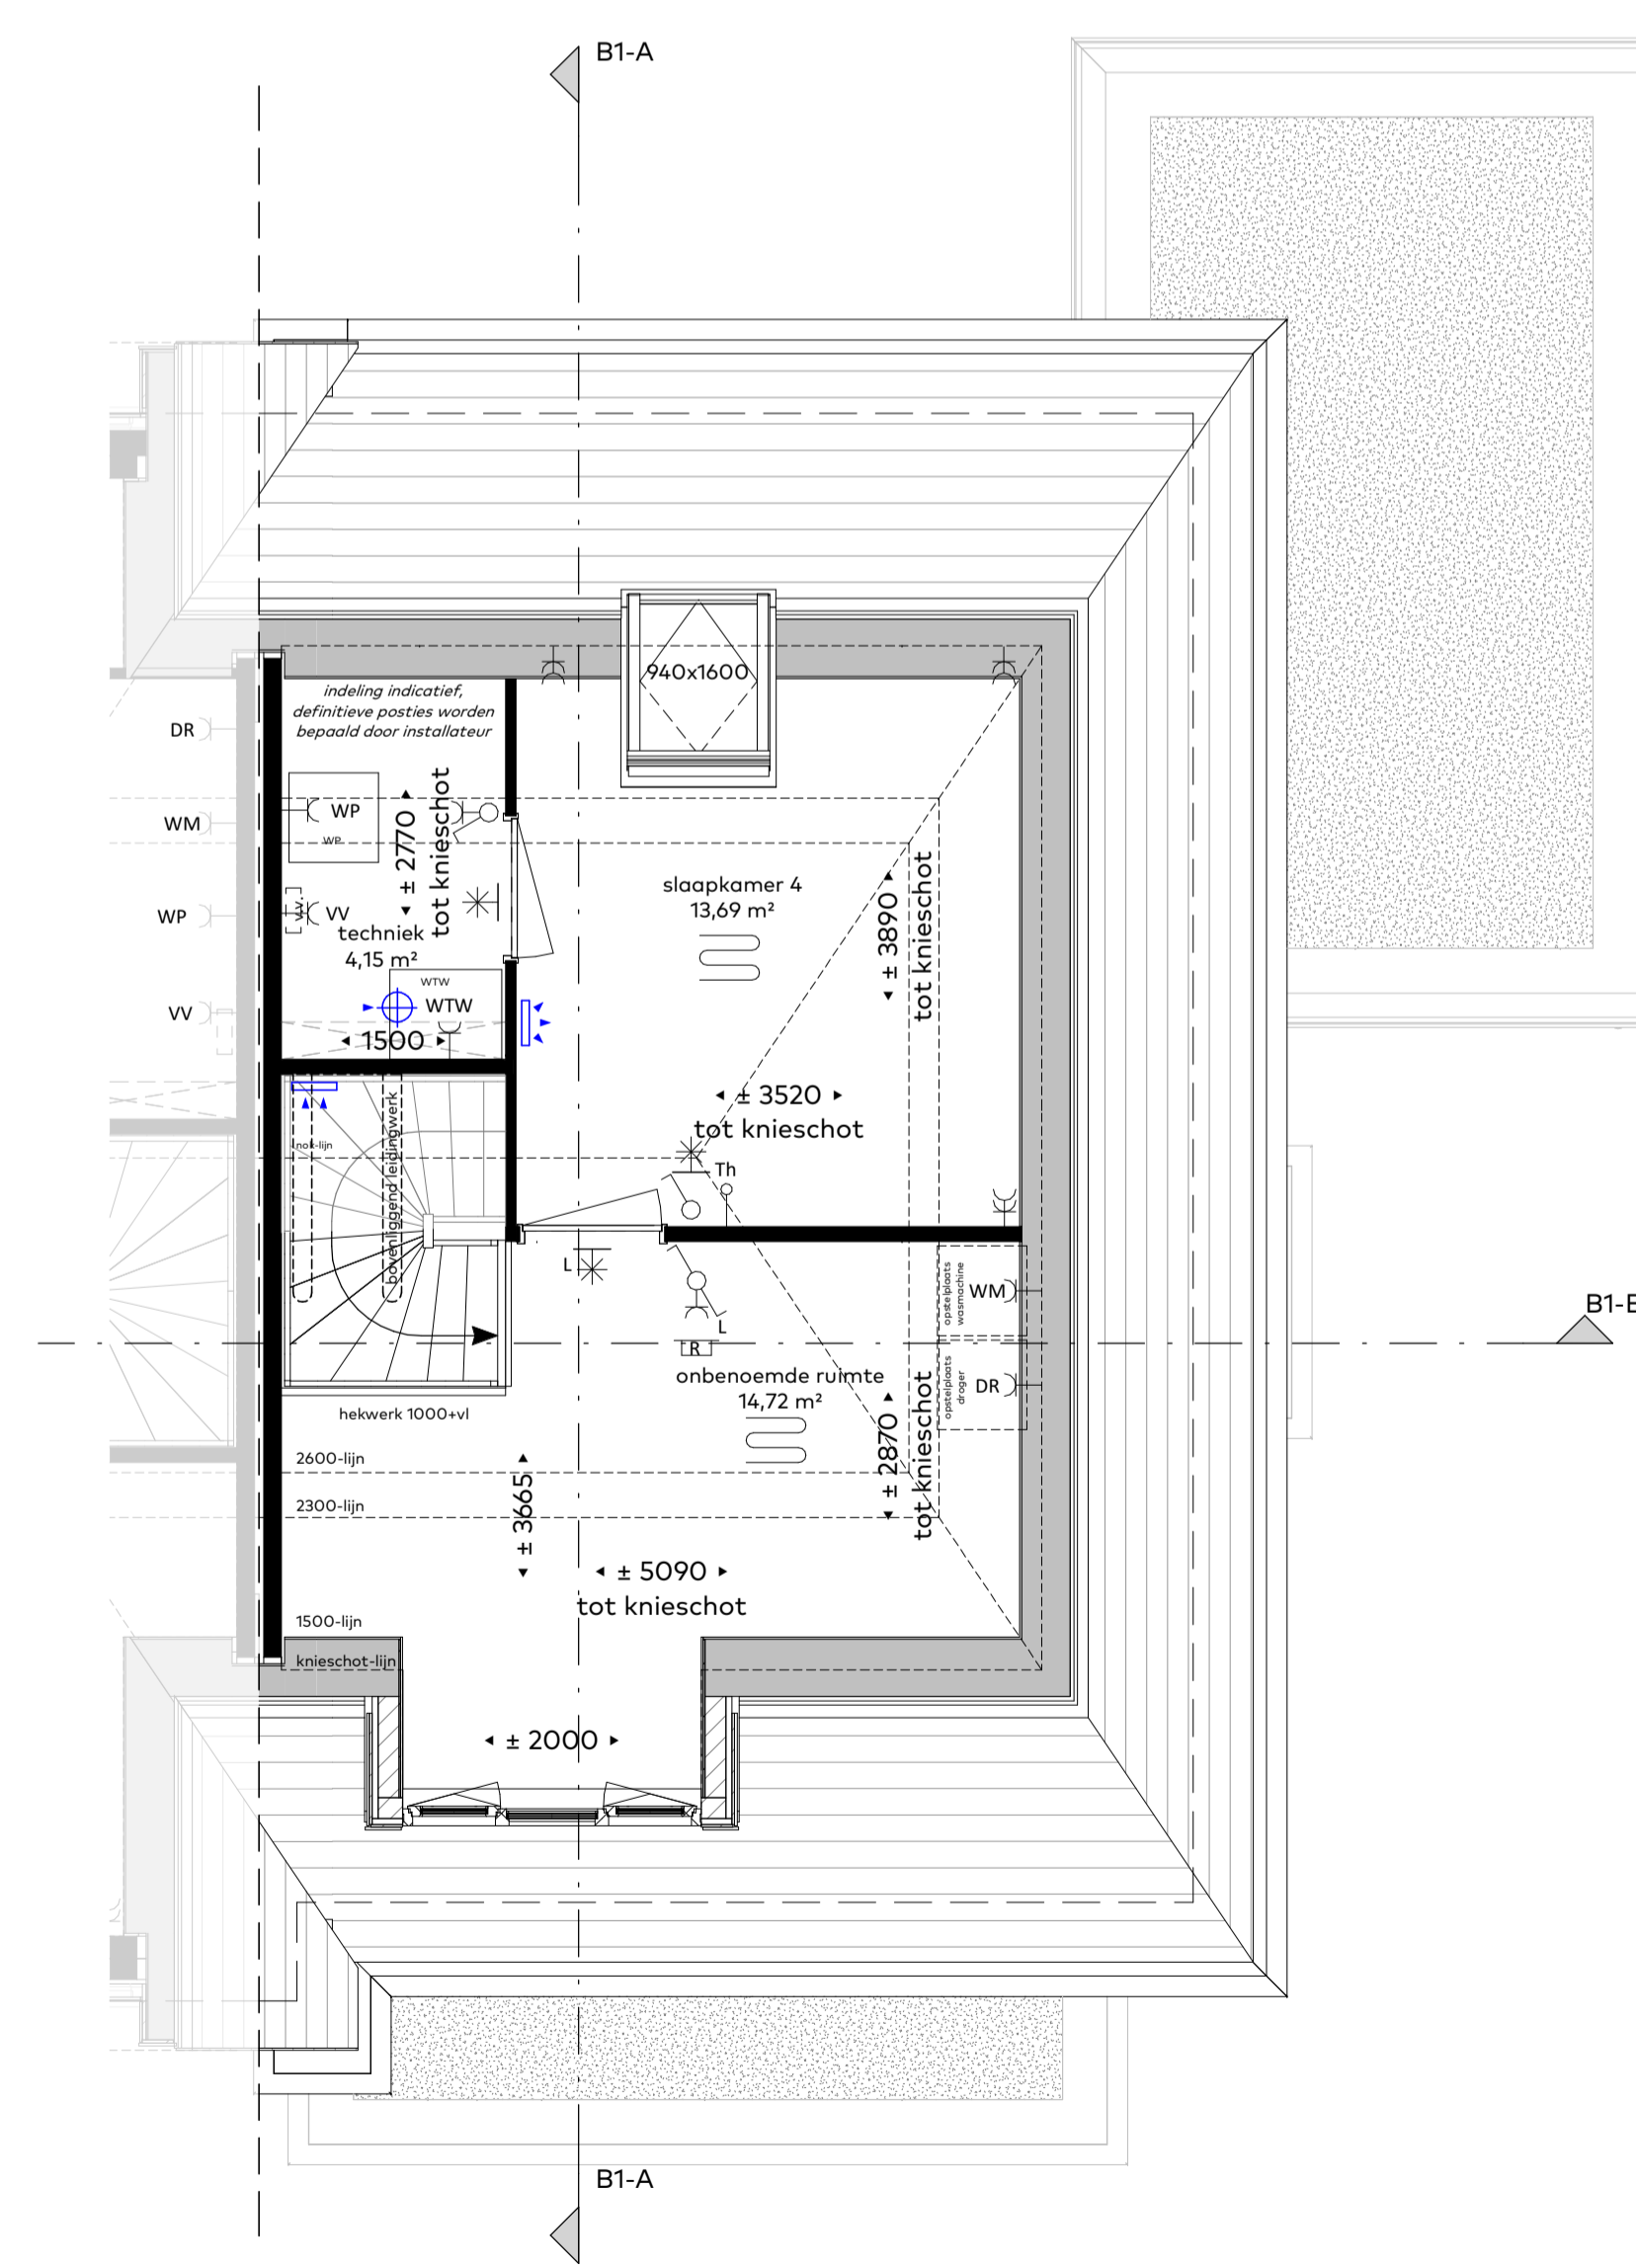 B1-A
940x1600
indeling indicatief,
definitieve posties worden
bepaald door installateur
DR
WM
WP
VV
WP
WP
± 2770
tot knieschot
v.v.
VV
techniek
4,15 m²
WTW
WTW
1500
slaapkamer 4
13,69 m²
± 3890
tot knieschot
± 3520
tot knieschot
nok-lijn
bovenliggend leidingwerk
Th
L
L
R
opstelplaats
wasmachine
WM
B1-B
opstelplaats
droger
DR
onbenoemde ruimte
14,72 m²
± 2870
tot knieschot
hekwerk 1000+vl
2600-lijn
2300-lijn
± 3665
± 5090
tot knieschot
1500-lijn
knieschot-lijn
± 2000
B1-A